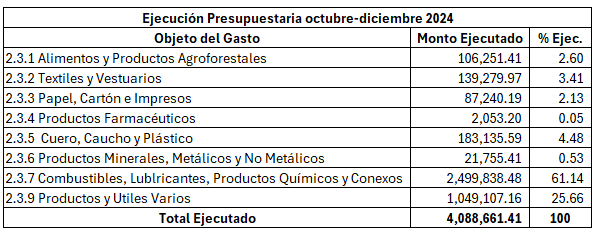 Ejecución Presupuestaria octubre-diciembre 2024
Objeto del Gasto Monto Ejecutado % Ejec.
2.3.1 Alimentos y Productos Agroforestales 106,251.41 2.60
2.3.2 Textiles y Vestuarios 139,279.97 3.41
2.3.3 Papel, Cartón e Impresos 87,240.19 2.13
2.3.4 Productos Farmacéuticos 2,053.20 0.05
2.3.5 Cuero, Caucho y Plástico 183,135.59 4.48
2.3.6 Productos Minerales, Metálicos y No Metálicos 21,755.41 0.53
2.3.7 Combustibles, Lublricantes, Productos Químicos y Conexos 2,499,838.48 61.14
2.3.9 Productos y Utiles Varios 1,049,107.16 25.66
Total Ejecutado 4,088,661.41 100